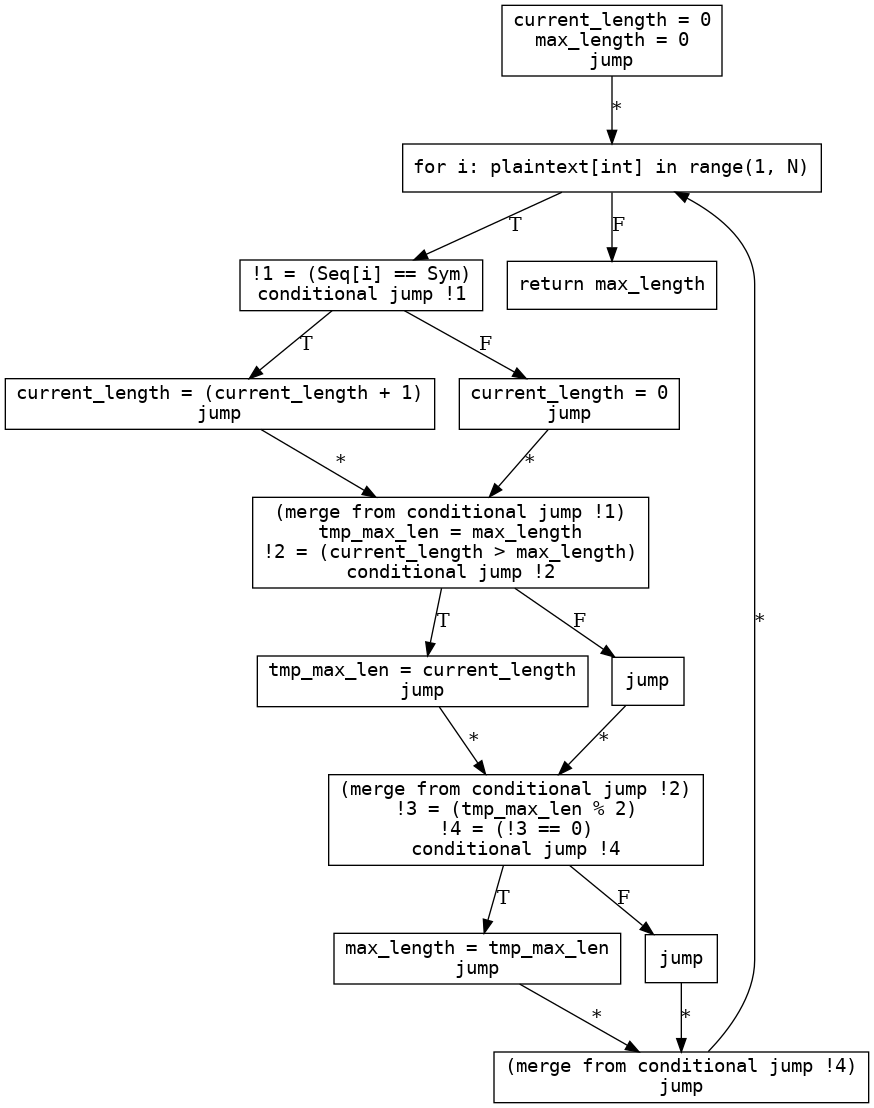 current_length = 0
max_length = 0
jump
*
for i: plaintext[int] in range(1, N)
T
F
!1 = (Seq[i] == Sym)
conditional jump !1
return max_length
T
F
current_length = (current_length + 1)
jump
current_length = 0
jump
*
*
(merge from conditional jump !1)
tmp_max_len = max_length
!2 = (current_length > max_length)
conditional jump !2
T
F
*
tmp_max_len = current_length
jump
jump
*
*
(merge from conditional jump !2)
!3 = (tmp_max_len % 2)
!4 = (!3 == 0)
conditional jump !4
T
F
max_length = tmp_max_len
jump
jump
*
*
(merge from conditional jump !4)
jump